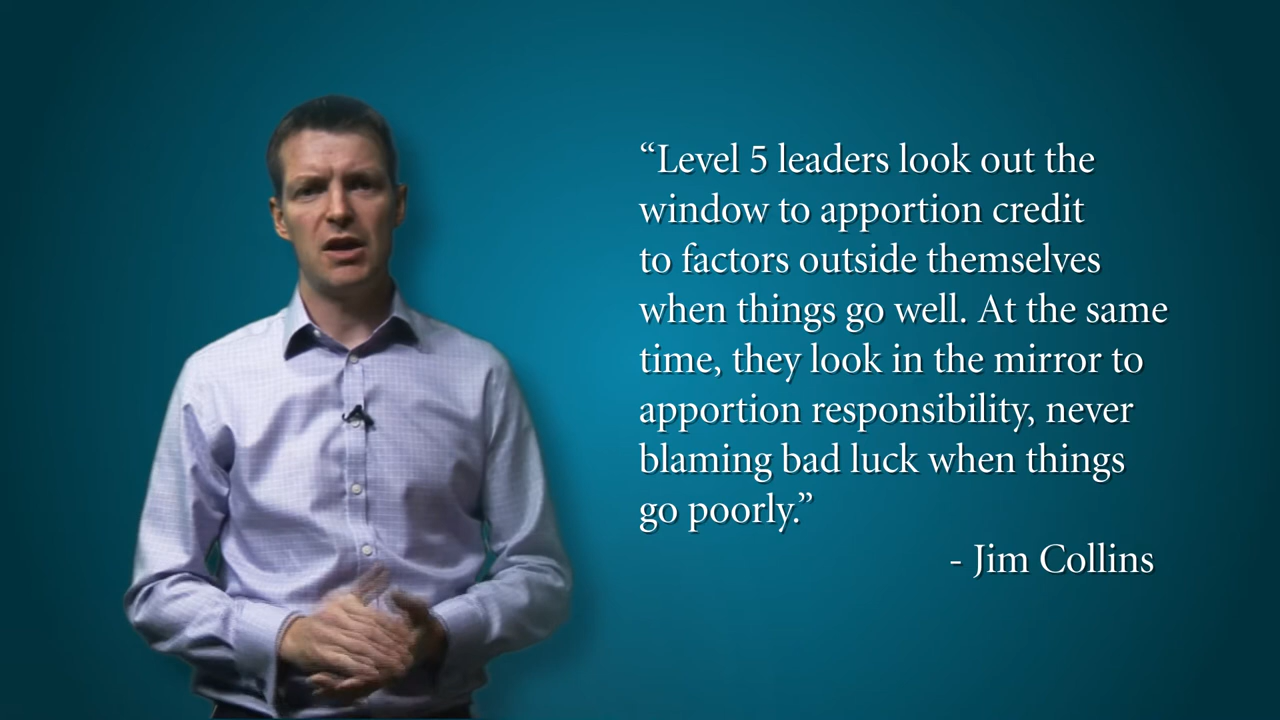 “Level 5 leaders look out the
window to apportion credit
to factors outside themselves
when things go well. At the same
time, they look in the mirror to
apportion responsibility, never
blaming bad luck when things
go poorly.”
- Jim Collins